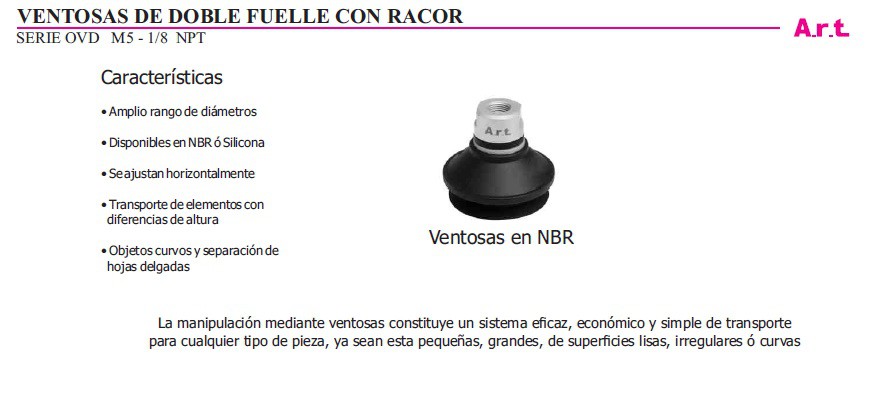 VENTOSAS DE DOBLE FUELLE CON RACOR
SERIE OVD M5 - 1/8 NPT
A.r.t.
Características
• Amplio rango de diámetros
• Disponibles en NBR ó Silicona
• Se ajustan horizontalmente
• Transporte de elementos con
diferencias de altura
• Objetos curvos y separación de
hojas delgadas
A.r.t.
Ventosas en NBR
La manipulación mediante ventosas constituye un sistema eficaz, económico y simple de transporte
para cualquier tipo de pieza, ya sean esta pequeñas, grandes, de superficies lisas, irregulares ó curvas